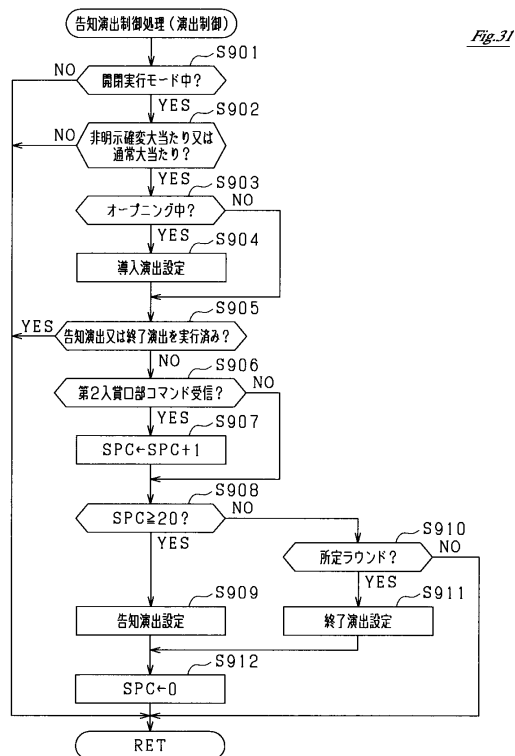 告知演出制御処理(演出制御)
Fig.31
S901
NO
開閉実行モード中?
YES
S902
NO
非明示確変大当たり又は
通常大当たり?
YES
S903
オープニング中?
NO
YES
S904
導入演出設定
S905
YES
告知演出又は終了演出を実行済み?
NO
S906
第2入賞口部コマンド受信?
NO
YES
S907
SPC←SPC+1
S908
SPC≧20?
NO
YES
S910
所定ラウンド?
NO
YES
S909
告知演出設定
S911
終了演出設定
S912
SPC←0
RET